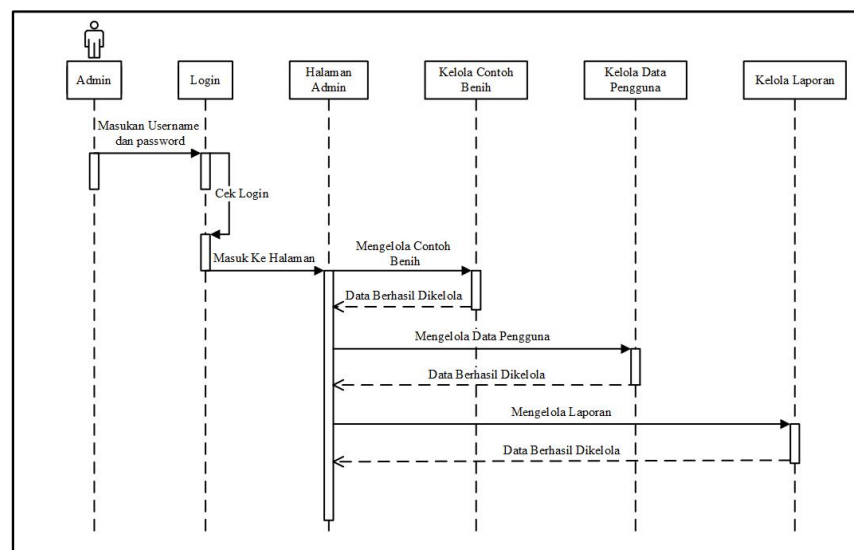 Admin
Login
Halaman
Admin
Kelola Contoh
Benih
Kelola Data
Pengguna
Kelola Laporan
Masukan Username
dan password
Cek Login
Masuk Ke Halaman
Mengelola Contoh
Benih
Data Berhasil Dikelola
Mengelola Data Pengguna
Data Berhasil Dikelola
Mengelola Laporan
Data Berhasil Dikelola